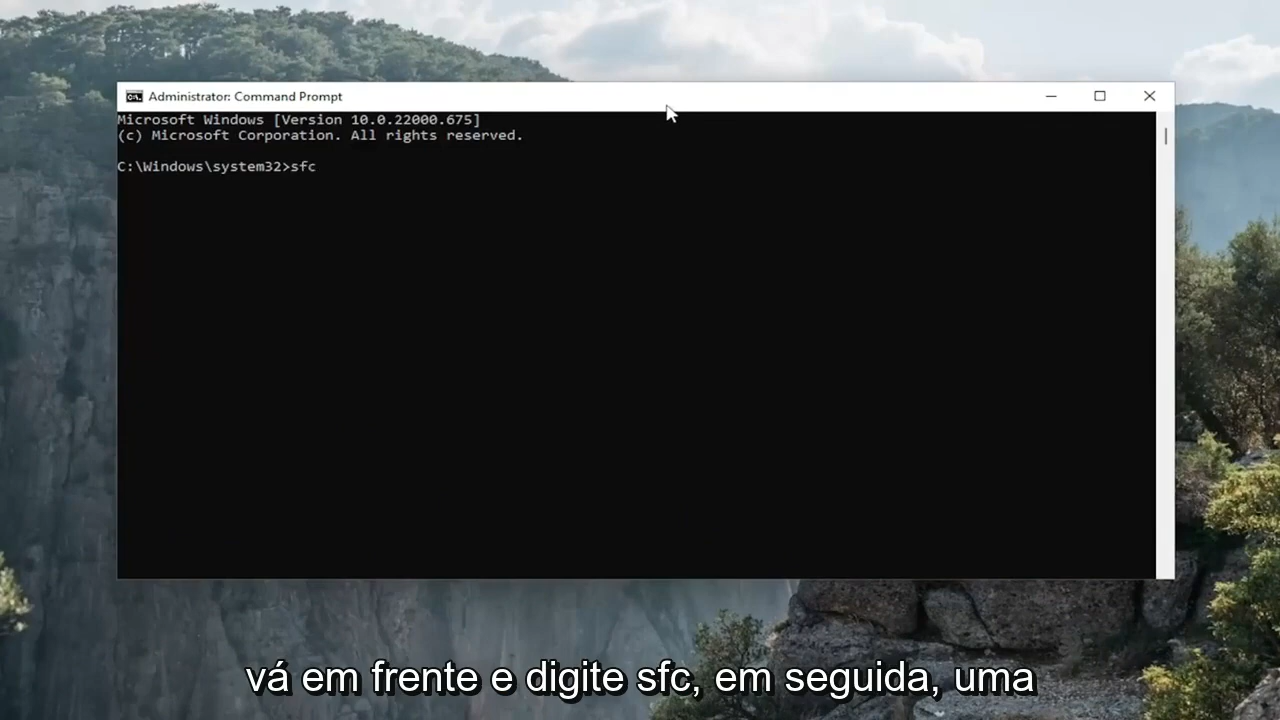 Administrator: Command Prompt
Microsoft Windows [Version 10.0.22000.675]
(c) Microsoft Corporation. All rights reserved.
C:\Windows\system32>sfc
vá em frente e digite sfc, em seguida, uma